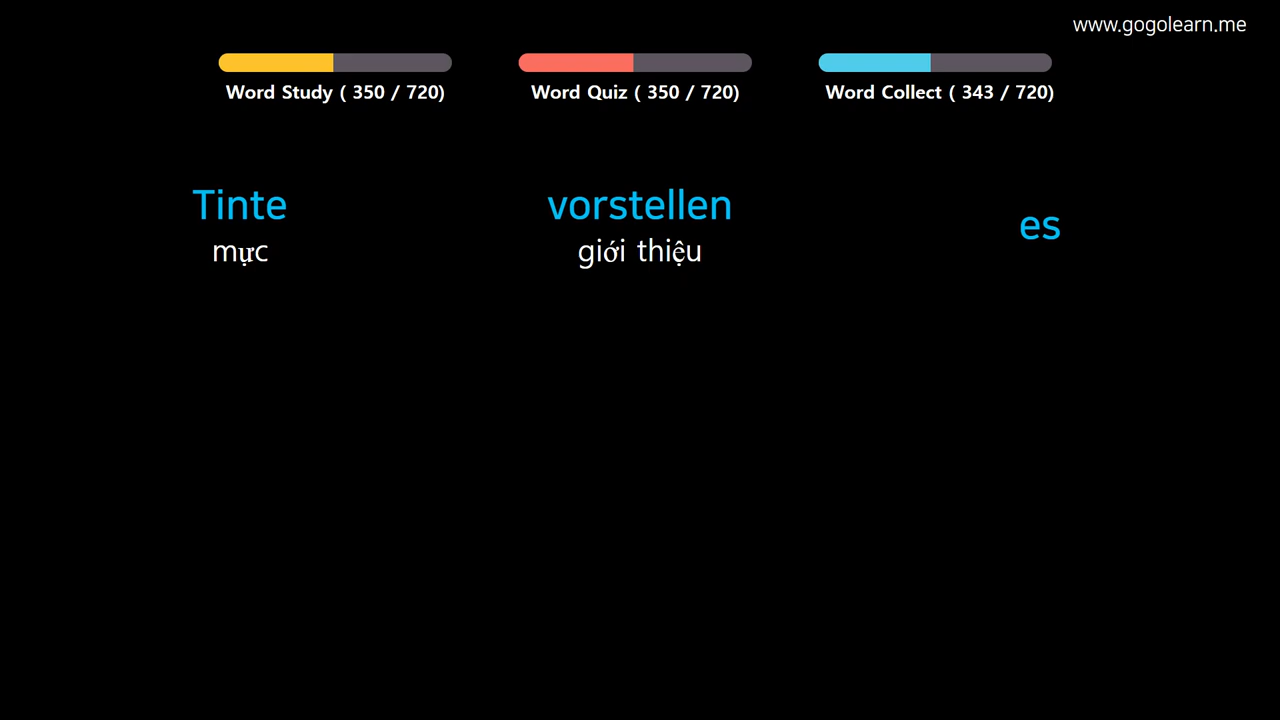 www.gogolearn.me
Word Study ( 350 / 720)
Word Quiz ( 350 / 720)
Word Collect ( 343 / 720)
Tinte
mực
vorstellen
giới thiệu
es